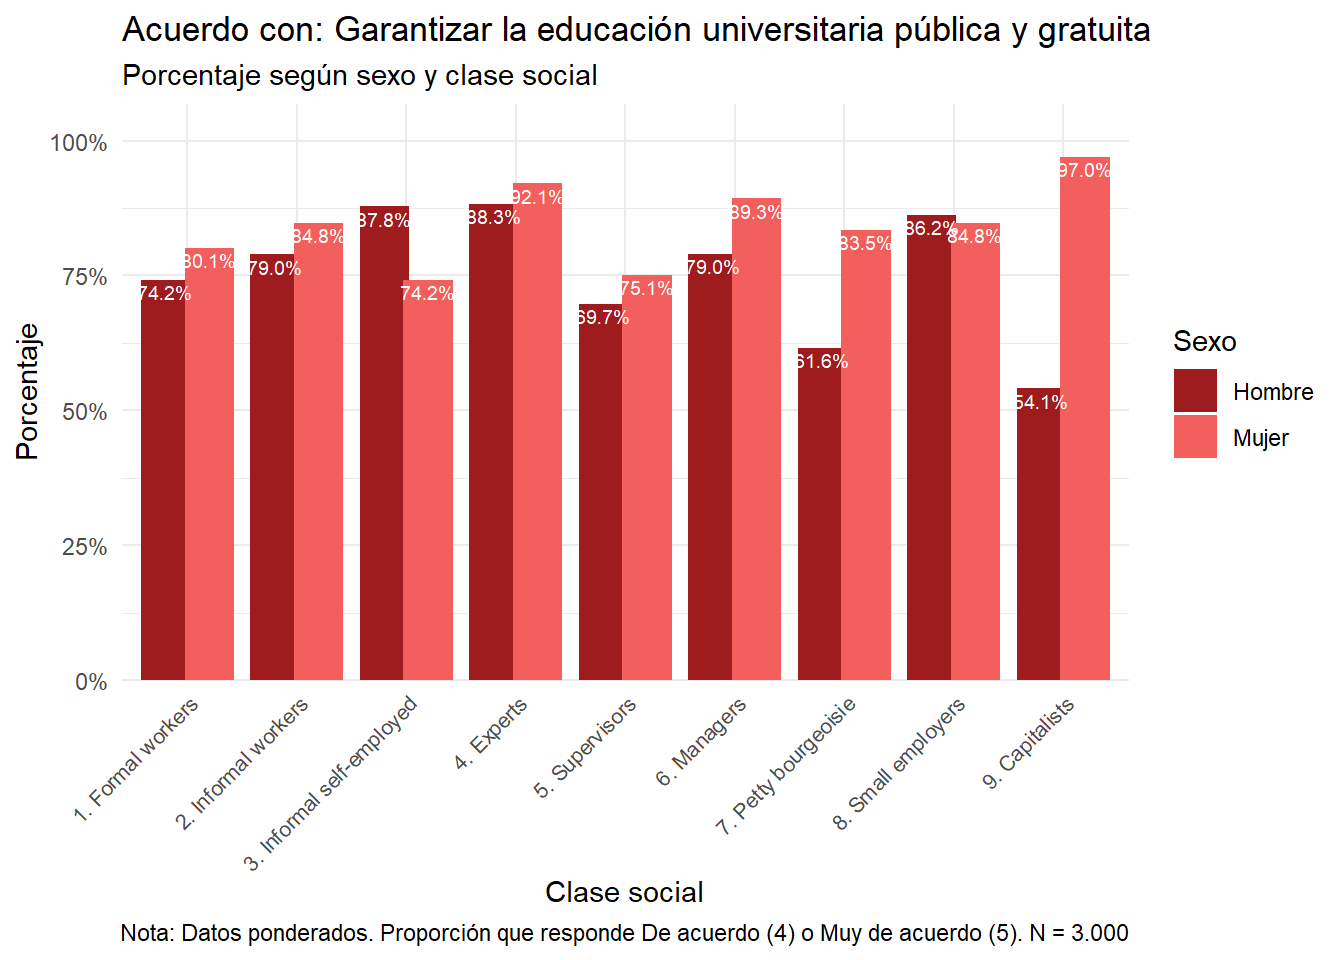 Acuerdo con: Garantizar la educación universitaria pública y gratuita
Porcentaje según sexo y clase social
100%
75%
50%
25%
0%
Porcentaje
74.2%
80.1%
79.0%
84.8%
87.8%
74.2%
88.3%
92.1%
69.7%
75.1%
79.0%
89.3%
61.6%
83.5%
86.2%
84.8%
54.1%
97.0%
1. Formal workers
2. Informal workers
3. Informal self-employed
4. Experts
5. Supervisors
6. Managers
7. Petty bourgeoisie
8. Small employers
9. Capitalists
Clase social
Sexo
Hombre
Mujer
Nota: Datos ponderados. Proporción que responde De acuerdo (4) o Muy de acuerdo (5). N = 3.000